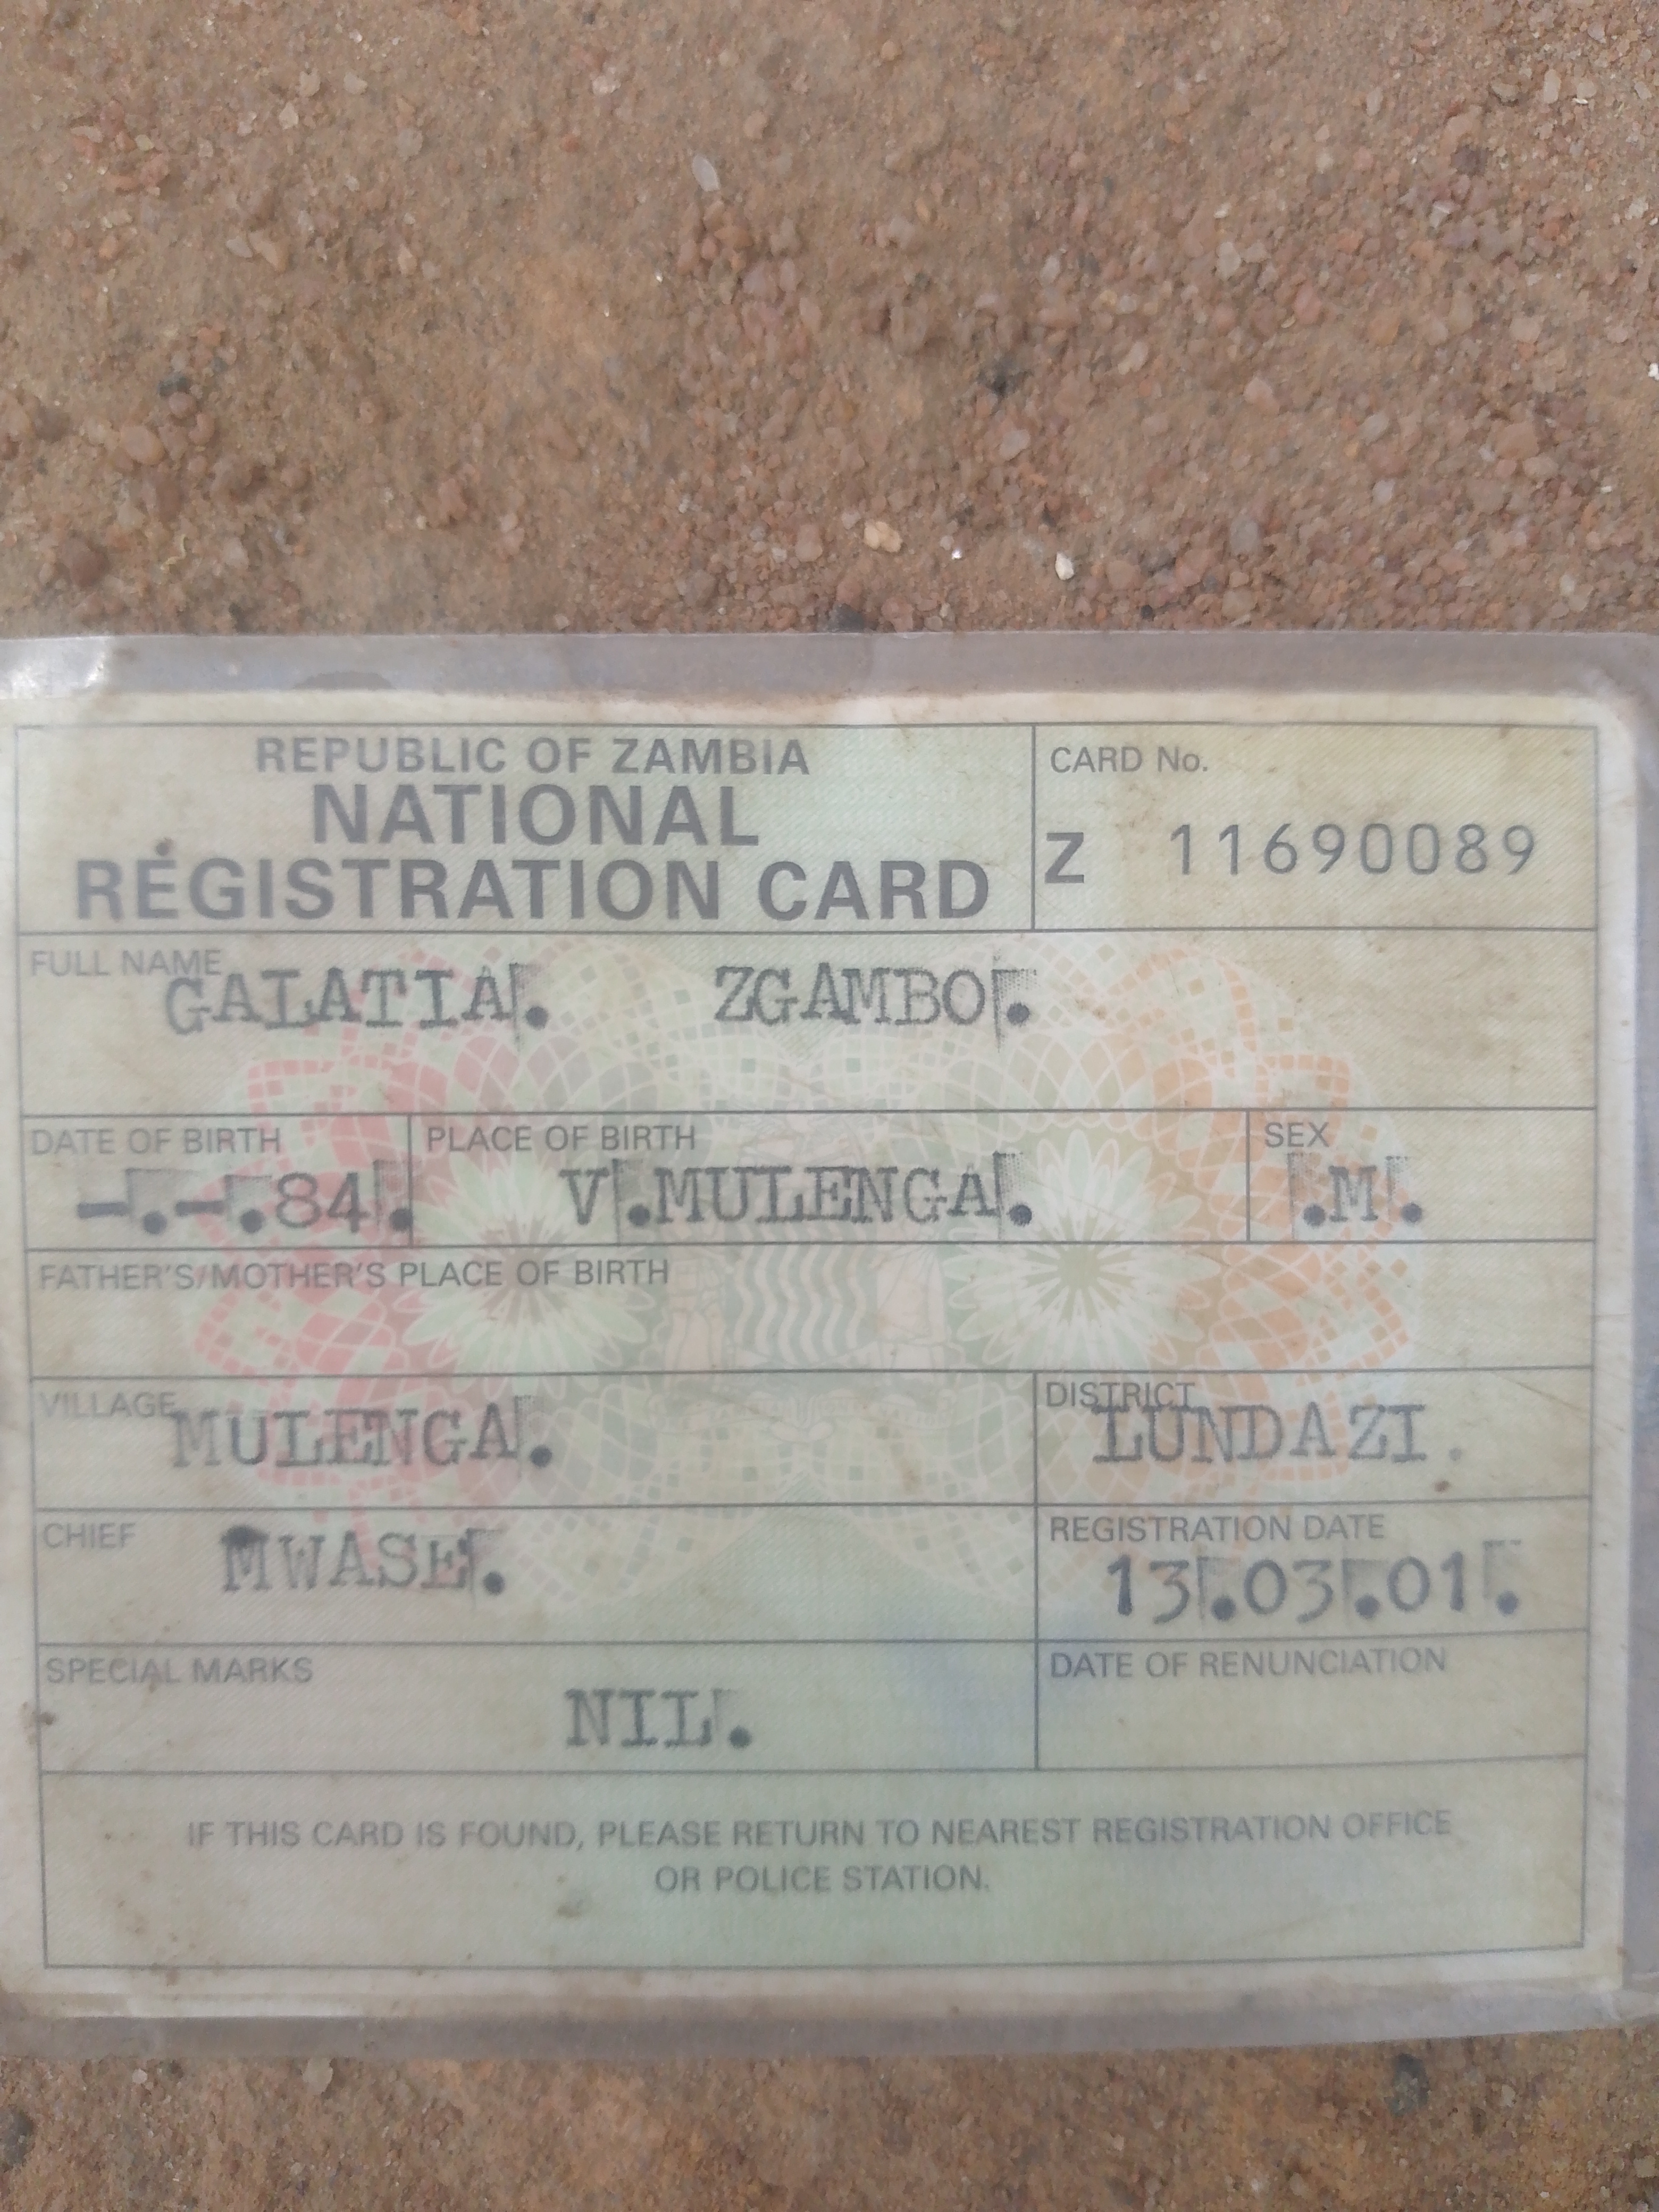 REPUBLIC OF ZAMBIA
NATIONAL
REGISTRATION CARD
CARD No.
Z 11690089
FULL NAME
GALATIA. ZGAMBO.
DATE OF BIRTH
-.-.84.
PLACE OF BIRTH
V.MULENGA.
SEX
.M.
FATHER'S/MOTHER'S PLACE OF BIRTH
VILLAGE
MULENGA.
DISTRICT
LUNDAZI.
CHIEF
MWASE.
REGISTRATION DATE
13.03.01.
SPECIAL MARKS
NIL.
DATE OF RENUNCIATION
IF THIS CARD IS FOUND, PLEASE RETURN TO NEAREST REGISTRATION OFFICE
OR POLICE STATION.